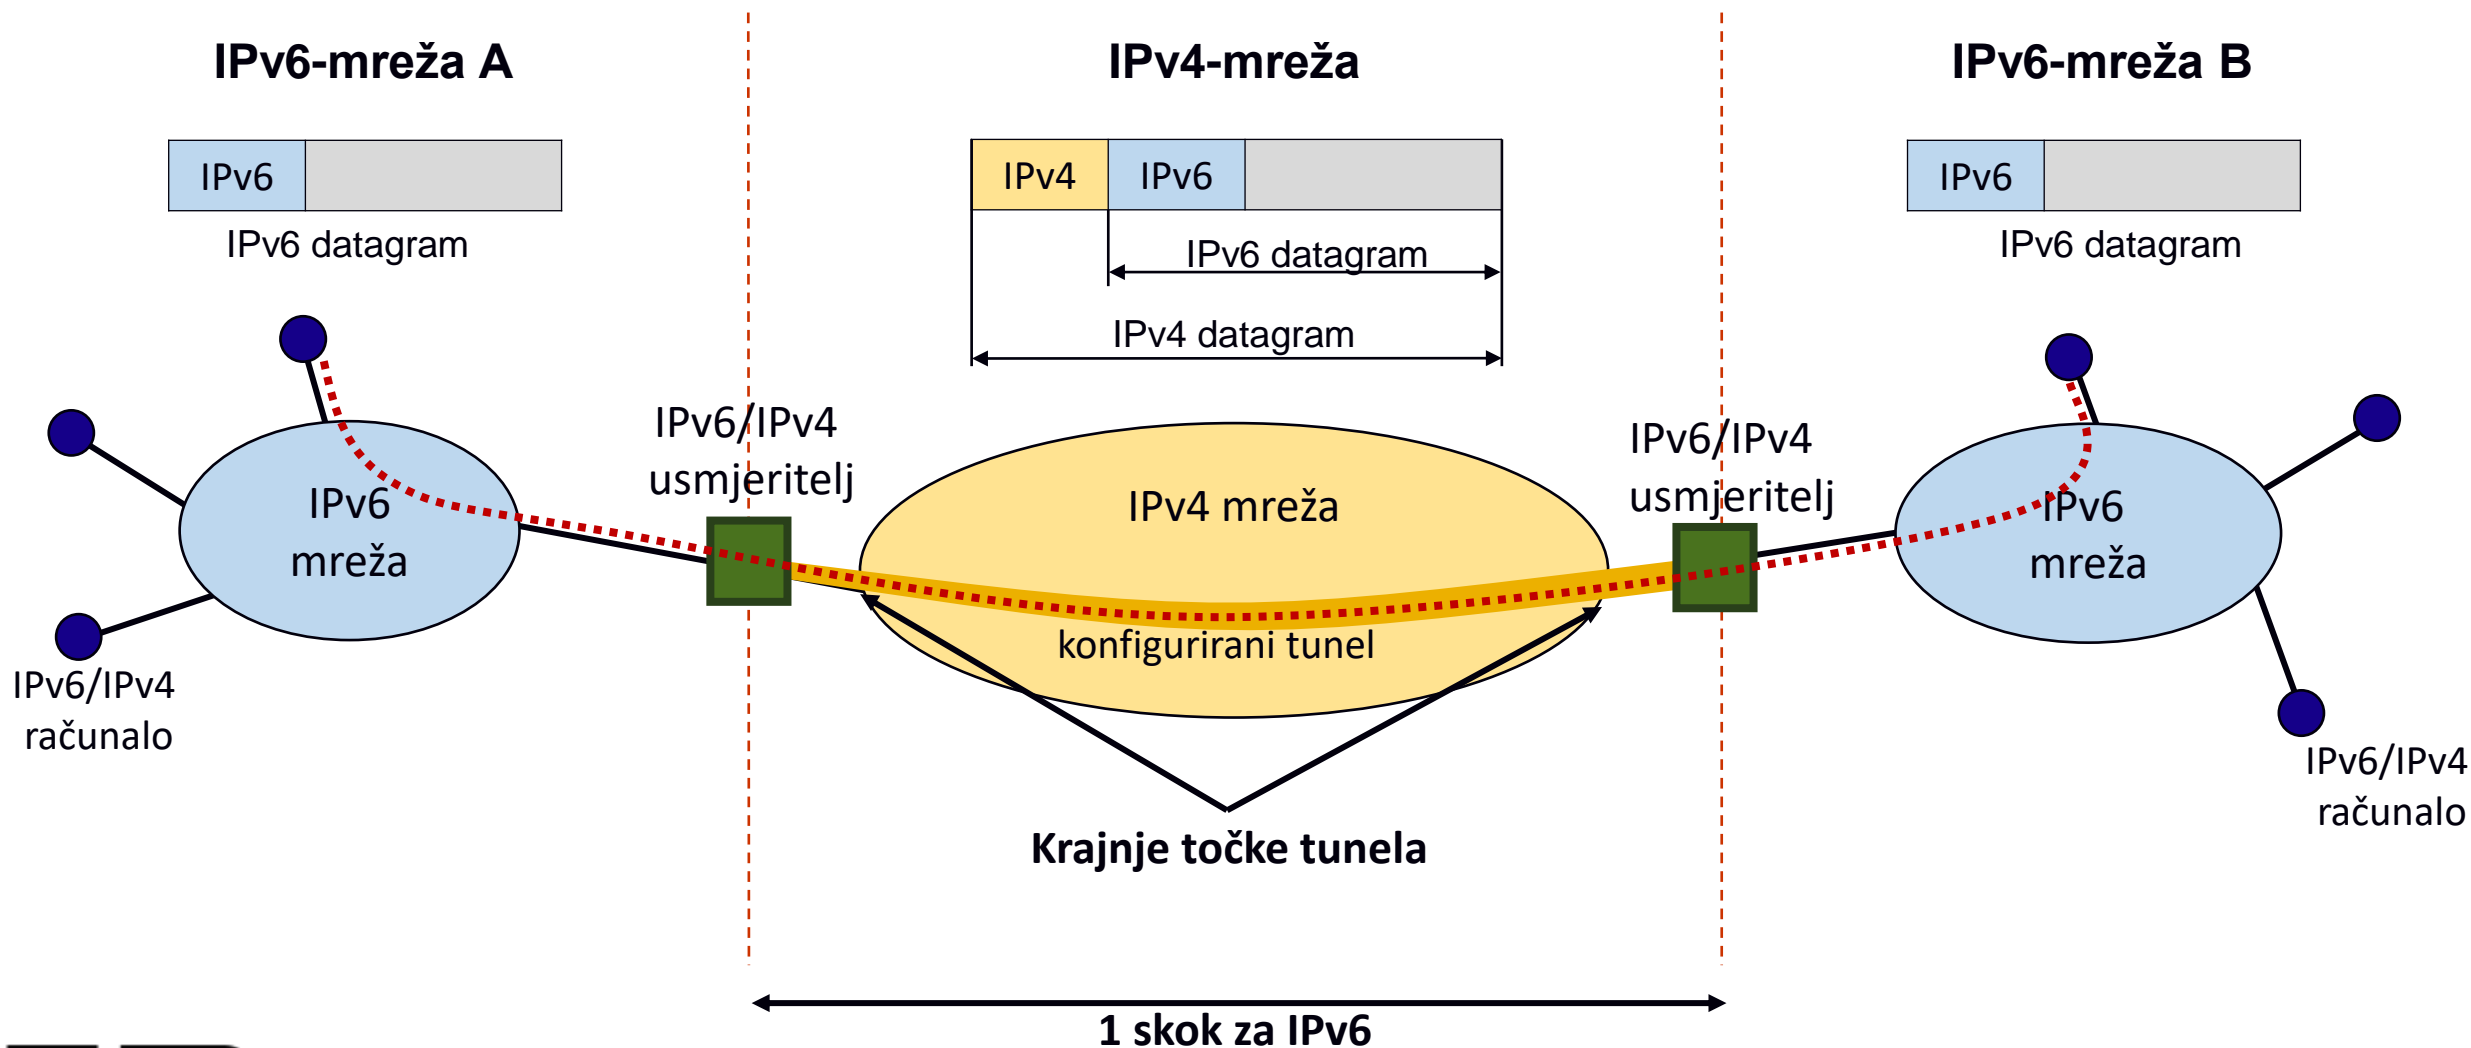 IPv6-mreža A
IPv4-mreža
IPv6-mreža B
IPv6
IPv6 datagram
IPv4
IPv6
IPv6 datagram
IPv4 datagram
IPv6
IPv6 datagram
IPv6
mreža
IPv6/IPv4
računalo
IPv6/IPv4
usmjeritelj
IPv4 mreža
konfigurirani tunel
Krajnje točke tunela
IPv6/IPv4
usmjeritelj
IPv6
mreža
IPv6/IPv4
računalo
1 skok za IPv6